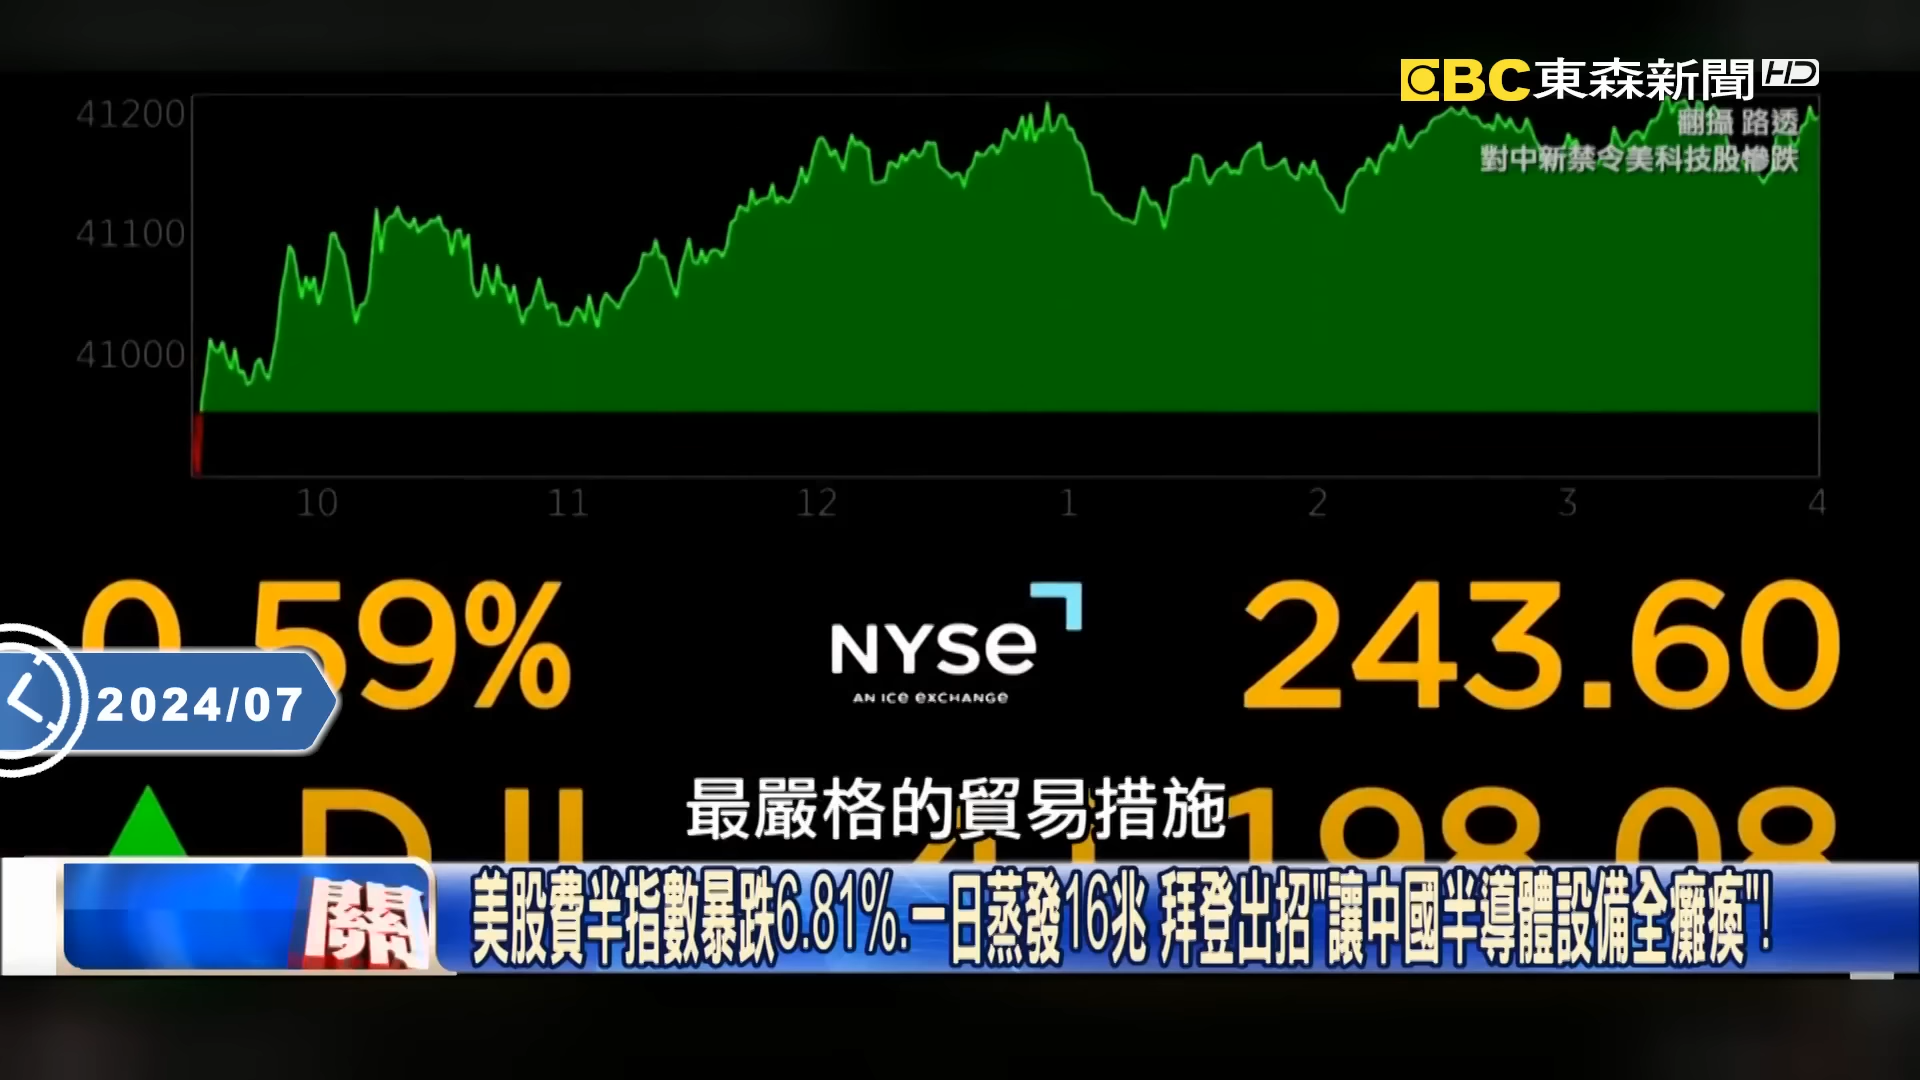 EBC東森新聞HD
翻攝 路透
對中新禁令美科技股慘跌
41200
41100
41000
10 11 12 1 2 3 4
0.59%
NYSE
AN ICE EXCHANGE
243.60
2024/07
DJI
41198.08
最嚴格的貿易措施
關
美股費半指數暴跌6.81%.一日蒸發16兆 拜登出招"讓中國半導體設備全癱瘓"!